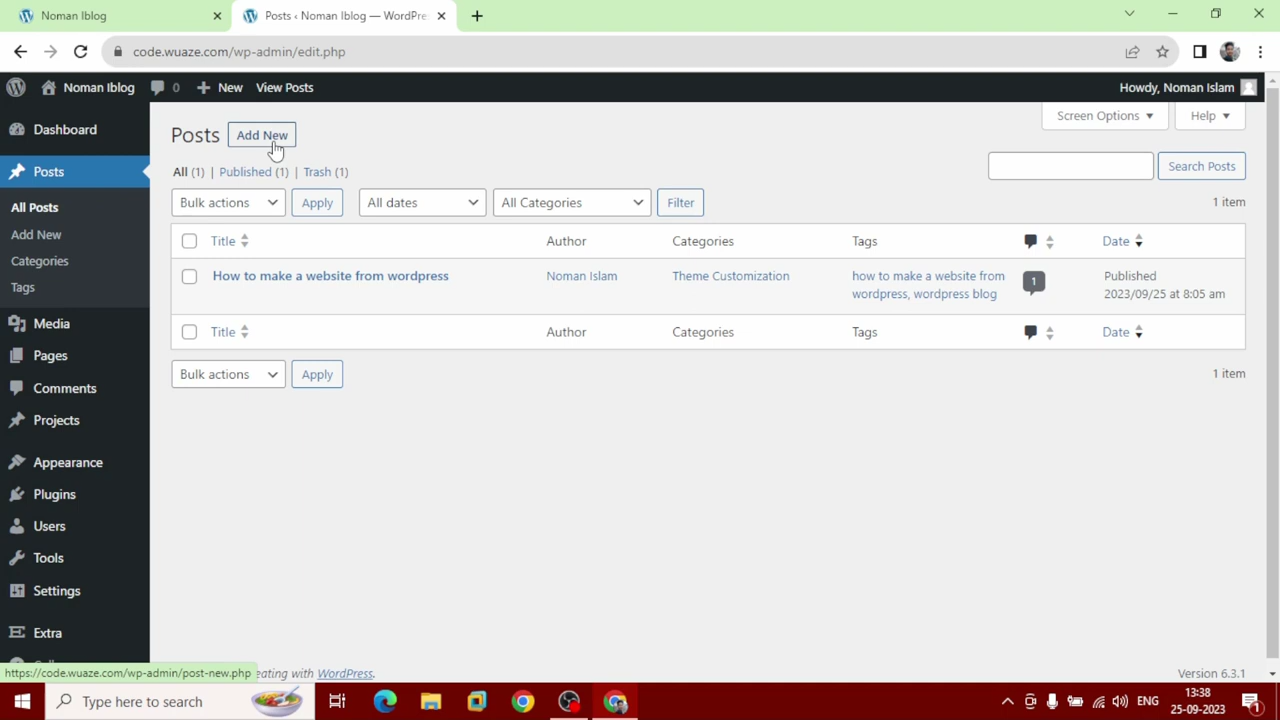 Noman Iblog
Posts ‹ Noman Iblog — WordPre
code.wuaze.com/wp-admin/edit.php
Noman Iblog 0 New View Posts Howdy, Noman Islam
Dashboard
Posts
All Posts
Add New
Categories
Tags
Media
Pages
Comments
Projects
Appearance
Plugins
Users
Tools
Settings
Extra
Screen Options Help
Posts Add New
All (1) | Published (1) | Trash (1)
Search Posts
Bulk actions Apply All dates All Categories Filter 1 item
Title Author Categories Tags Date
How to make a website from wordpress Noman Islam Theme Customization how to make a website from 1 Published
wordpress, wordpress blog 2023/09/25 at 8:05 am
Title Author Categories Tags Date
Bulk actions Apply 1 item
https://code.wuaze.com/wp-admin/post-new.php eating with WordPress. Version 6.3.1
Type here to search ENG 13:38
25-09-2023 1